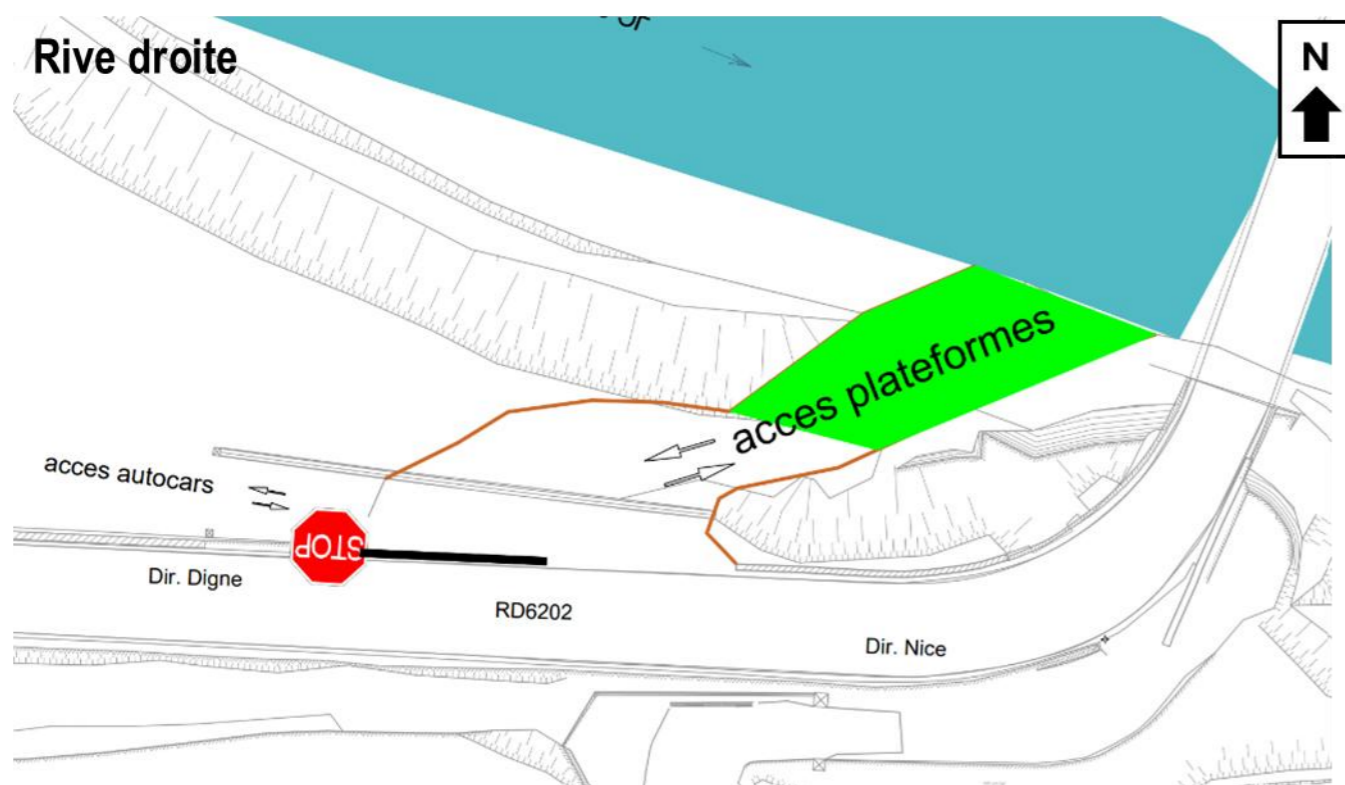 Rive droite
N
acces plateformes
acces autocars
STOP
Dir. Digne
RD6202
Dir. Nice